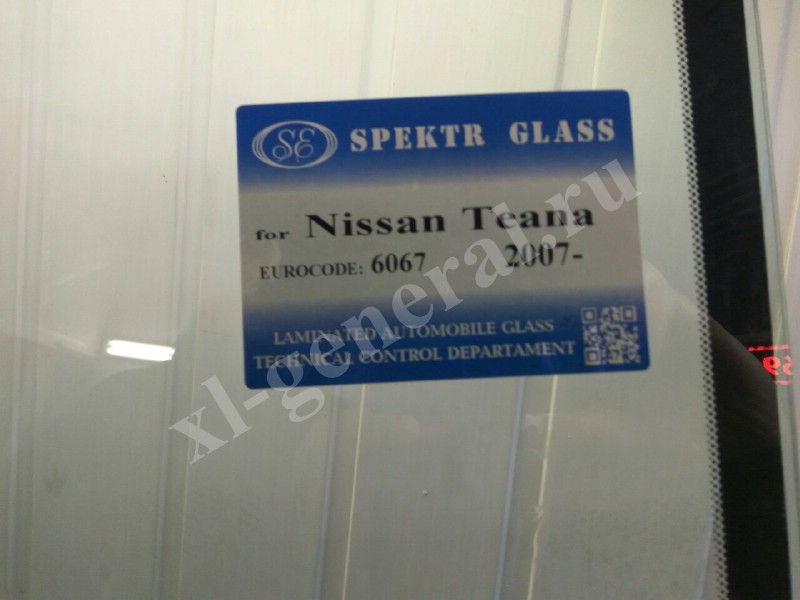 SE SPEKTR GLASS
for Nissan Teana
EUROCODE: 6067 2007-
LAMINATED AUTOMOBILE GLASS
TECHNICAL CONTROL DEPARTAMENT
xl-general.ru